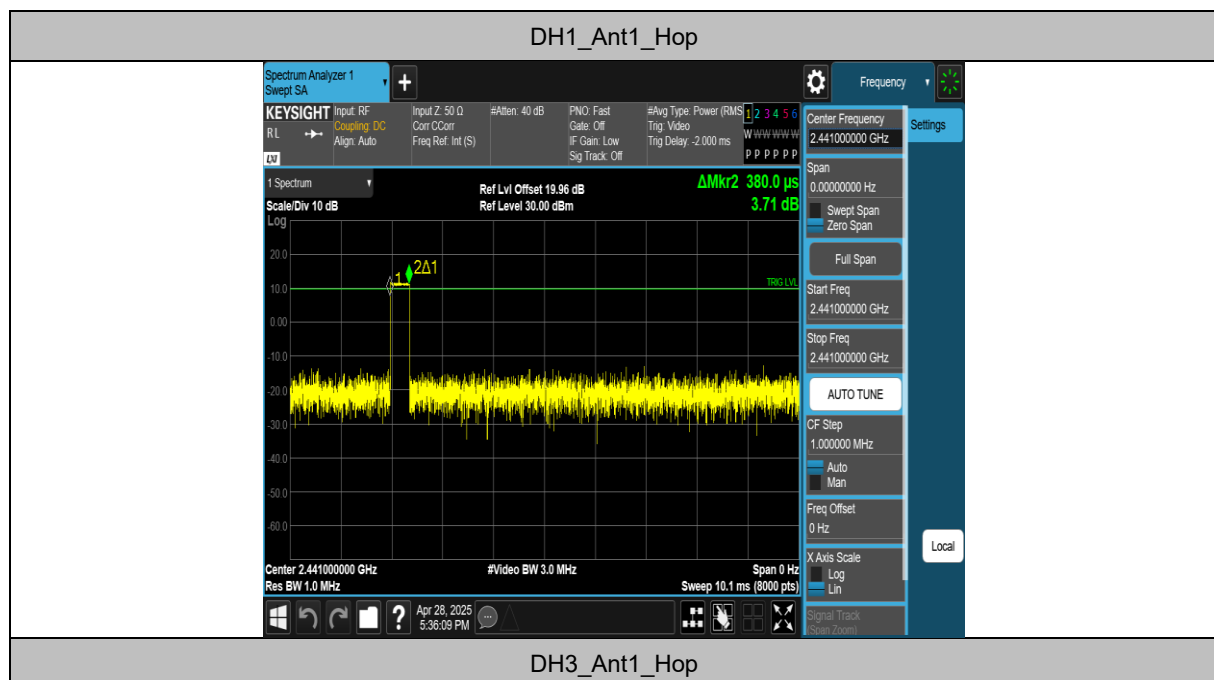 DH1_Ant1_Hop
Spectrum Analyzer 1
Swept SA
+
Frequency
KEYSIGHT
RL
LXI
Input: RF
Coupling: DC
Align: Auto
Input Z: 50 Ω
Corr CCorr
Freq Ref: Int (S)
#Atten: 40 dB
PNO: Fast
Gate: Off
IF Gain: Low
Sig Track: Off
#Avg Type: Power (RMS
Trig: Video
Trig Delay: -2.000 ms
1 2 3 4 5 6
W W W W W W
P P P P P P
1 Spectrum
Scale/Div 10 dB
Log
Ref Lvl Offset 19.96 dB
Ref Level 30.00 dBm
ΔMkr2 380.0 µs
3.71 dB
20.0
10.0
0.00
-10.0
-20.0
-30.0
-40.0
-50.0
-60.0
1
2Δ1
TRIG LVL
Center 2.441000000 GHz
Res BW 1.0 MHz
#Video BW 3.0 MHz
Span 0 Hz
Sweep 10.1 ms (8000 pts)
?
Apr 28, 2025
5:36:09 PM
Center Frequency
2.441000000 GHz
Span
0.00000000 Hz
Swept Span
Zero Span
Full Span
Start Freq
2.441000000 GHz
Stop Freq
2.441000000 GHz
AUTO TUNE
CF Step
1.000000 MHz
Auto
Man
Freq Offset
0 Hz
X Axis Scale
Log
Lin
Signal Track
(Span Zoom)
Settings
Local
DH3_Ant1_Hop